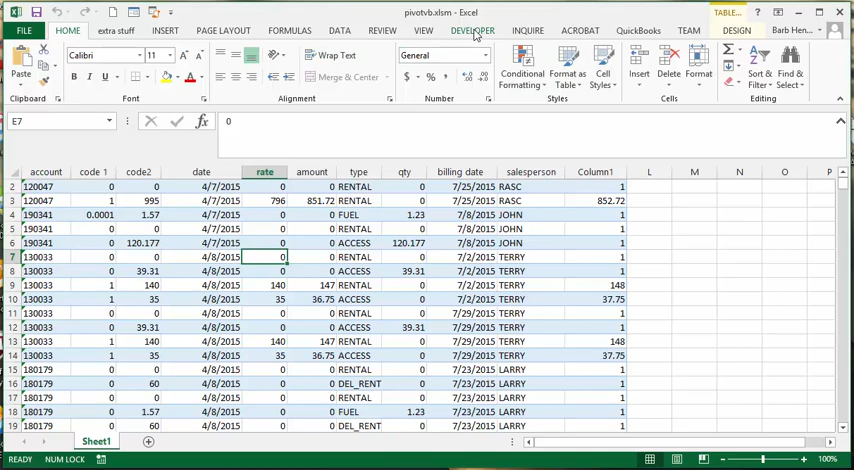 pivotvb.xlsm - Excel
TABLE...
FILE HOME extra stuff INSERT PAGE LAYOUT FORMULAS DATA REVIEW VIEW DEVELOPER INQUIRE ACROBAT QuickBooks TEAM DESIGN Barb Hen...
Calibri 11 Wrap Text General
Paste B I U Merge & Center $ % , Conditional Formatting Format as Table Cell Styles Insert Delete Format Sort & Filter Find & Select
Clipboard Font Alignment Number Styles Cells Editing
E7 fx 0
account code 1 code2 date rate amount type qty billing date salesperson Column1 L M N O P
2 120047 0 0 4/7/2015 0 0 RENTAL 0 7/25/2015 RASC 1
3 120047 1 995 4/7/2015 796 851.72 RENTAL 0 7/25/2015 RASC 852.72
4 190341 0.0001 1.57 4/7/2015 0 0 FUEL 1.23 7/8/2015 JOHN 1
5 190341 0 0 4/7/2015 0 0 RENTAL 0 7/8/2015 JOHN 1
6 190341 0 120.177 4/7/2015 0 0 ACCESS 120.177 7/8/2015 JOHN 1
7 130033 0 0 4/8/2015 0 0 RENTAL 0 7/2/2015 TERRY 1
8 130033 0 39.31 4/8/2015 0 0 ACCESS 39.31 7/2/2015 TERRY 1
9 130033 1 140 4/8/2015 140 147 RENTAL 0 7/2/2015 TERRY 148
10 130033 1 35 4/8/2015 35 36.75 ACCESS 0 7/2/2015 TERRY 37.75
11 130033 0 0 4/8/2015 0 0 RENTAL 0 7/29/2015 TERRY 1
12 130033 0 39.31 4/8/2015 0 0 ACCESS 39.31 7/29/2015 TERRY 1
13 130033 1 140 4/8/2015 140 147 RENTAL 0 7/29/2015 TERRY 148
14 130033 1 35 4/8/2015 35 36.75 ACCESS 0 7/29/2015 TERRY 37.75
15 180179 0 0 4/8/2015 0 0 RENTAL 0 7/23/2015 LARRY 1
16 180179 0 60 4/8/2015 0 0 DEL_RENT 0 7/23/2015 LARRY 1
17 180179 0 0 4/8/2015 0 0 RENTAL 0 7/23/2015 LARRY 1
18 180179 0 1.57 4/8/2015 0 0 FUEL 1.23 7/23/2015 LARRY 1
19 180179 0 60 4/8/2015 0 0 DEL_RENT 0 7/23/2015 LARRY 1
Sheet1
READY NUM LOCK 100%